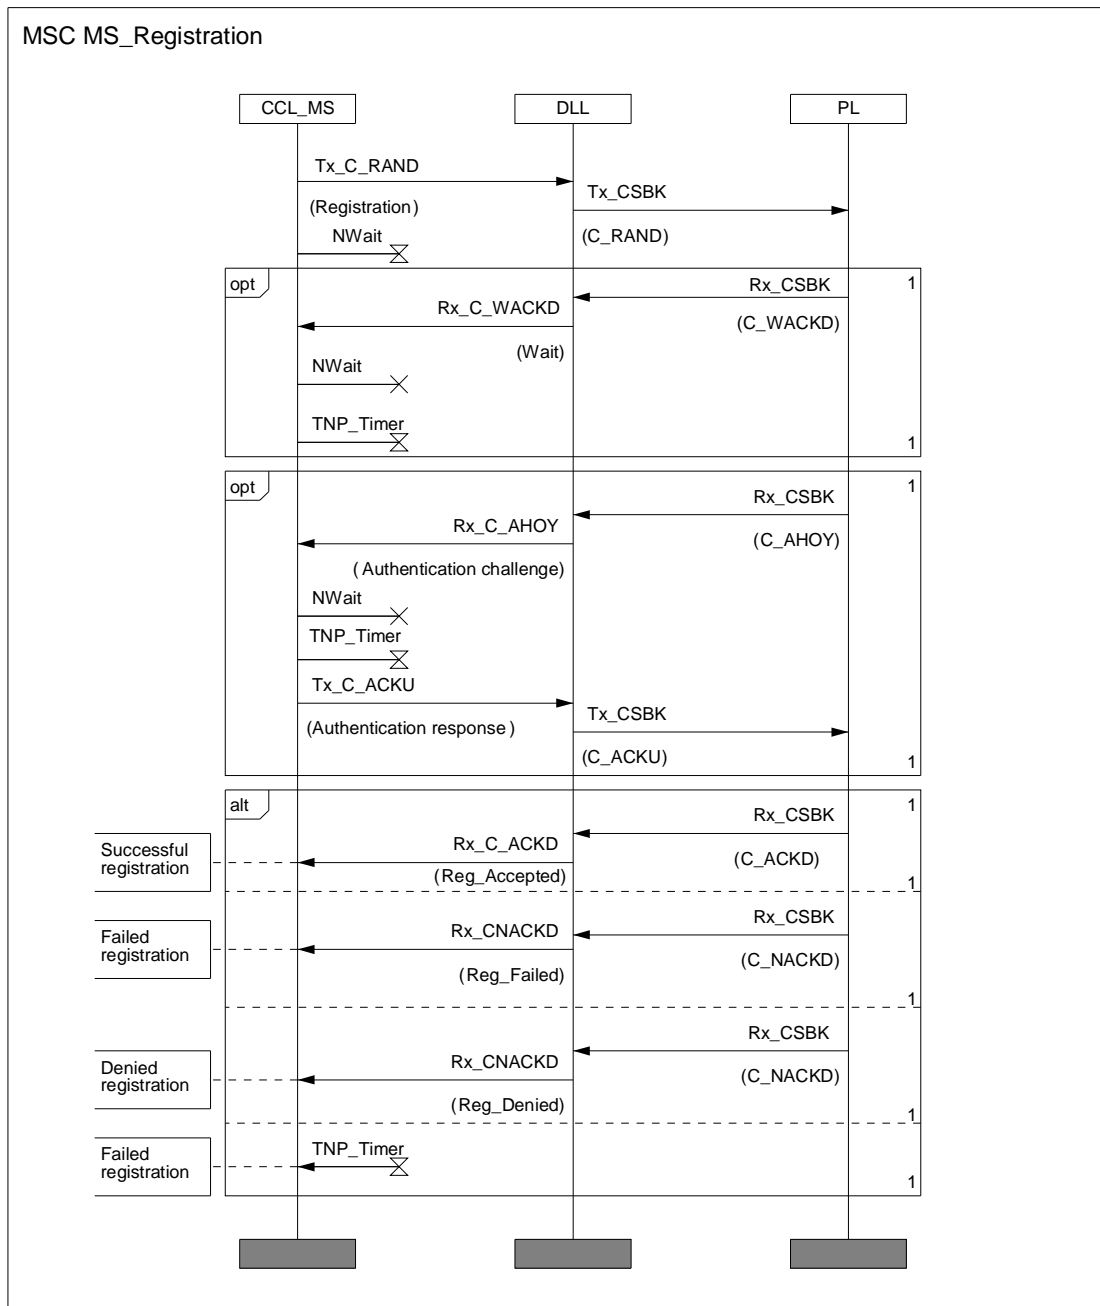 MSC MS_Registration
CCL_MS
DLL
PL
Tx_C_RAND
(Registration)
Tx_CSBK
(C_RAND)
NWait
opt
1
Rx_CSBK
(C_WACKD)
Rx_C_WACKD
(Wait)
NWait
TNP_Timer
1
opt
1
Rx_CSBK
(C_AHOY)
Rx_C_AHOY
( Authentication challenge)
NWait
TNP_Timer
Tx_C_ACKU
(Authentication response )
Tx_CSBK
(C_ACKU)
1
alt
1
Rx_CSBK
(C_ACKD)
Successful
registration
Rx_C_ACKD
(Reg_Accepted)
1
Rx_CSBK
(C_NACKD)
Failed
registration
Rx_CNACKD
(Reg_Failed)
1
Rx_CSBK
(C_NACKD)
Denied
registration
Rx_CNACKD
(Reg_Denied)
1
Failed
registration
TNP_Timer
1